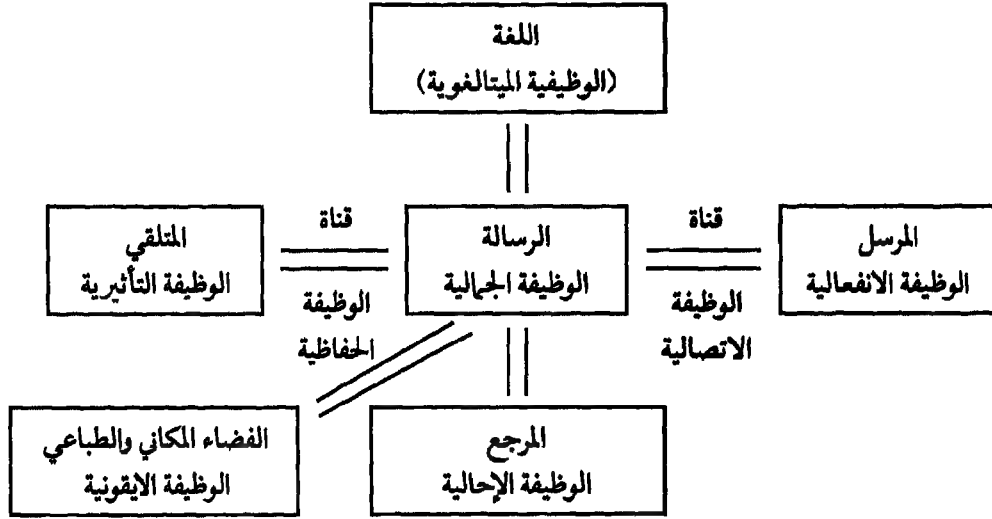 اللغة
(الوظيفية الميتالغوية)
المرسل
الوظيفة الانفعالية
قناة
الوظيفة
الاتصالية
الرسالة
الوظيفة الجمالية
قناة
الوظيفة
الحفاظية
المتلقي
الوظيفة التأثيرية
المرجع
الوظيفة الإحالية
الفضاء المكاني والطباعي
الوظيفة الايقونية